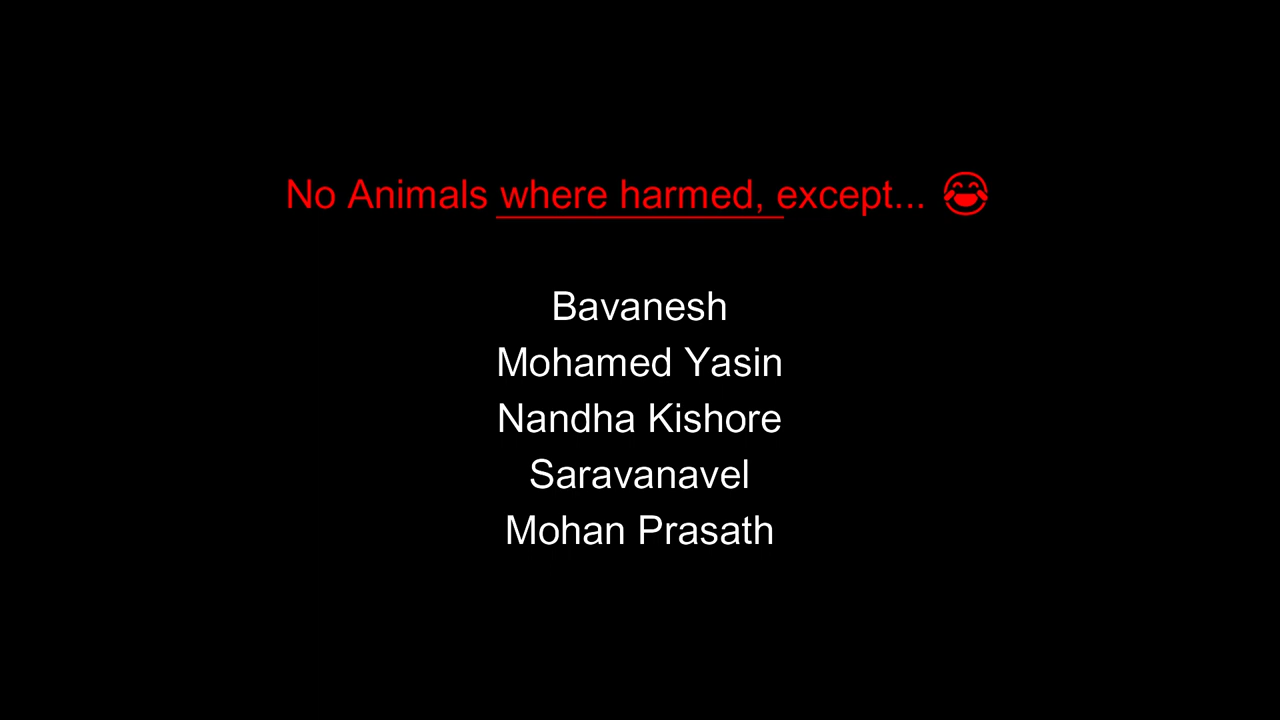 No Animals where harmed, except... 😂
Bavanesh
Mohamed Yasin
Nandha Kishore
Saravanavel
Mohan Prasath